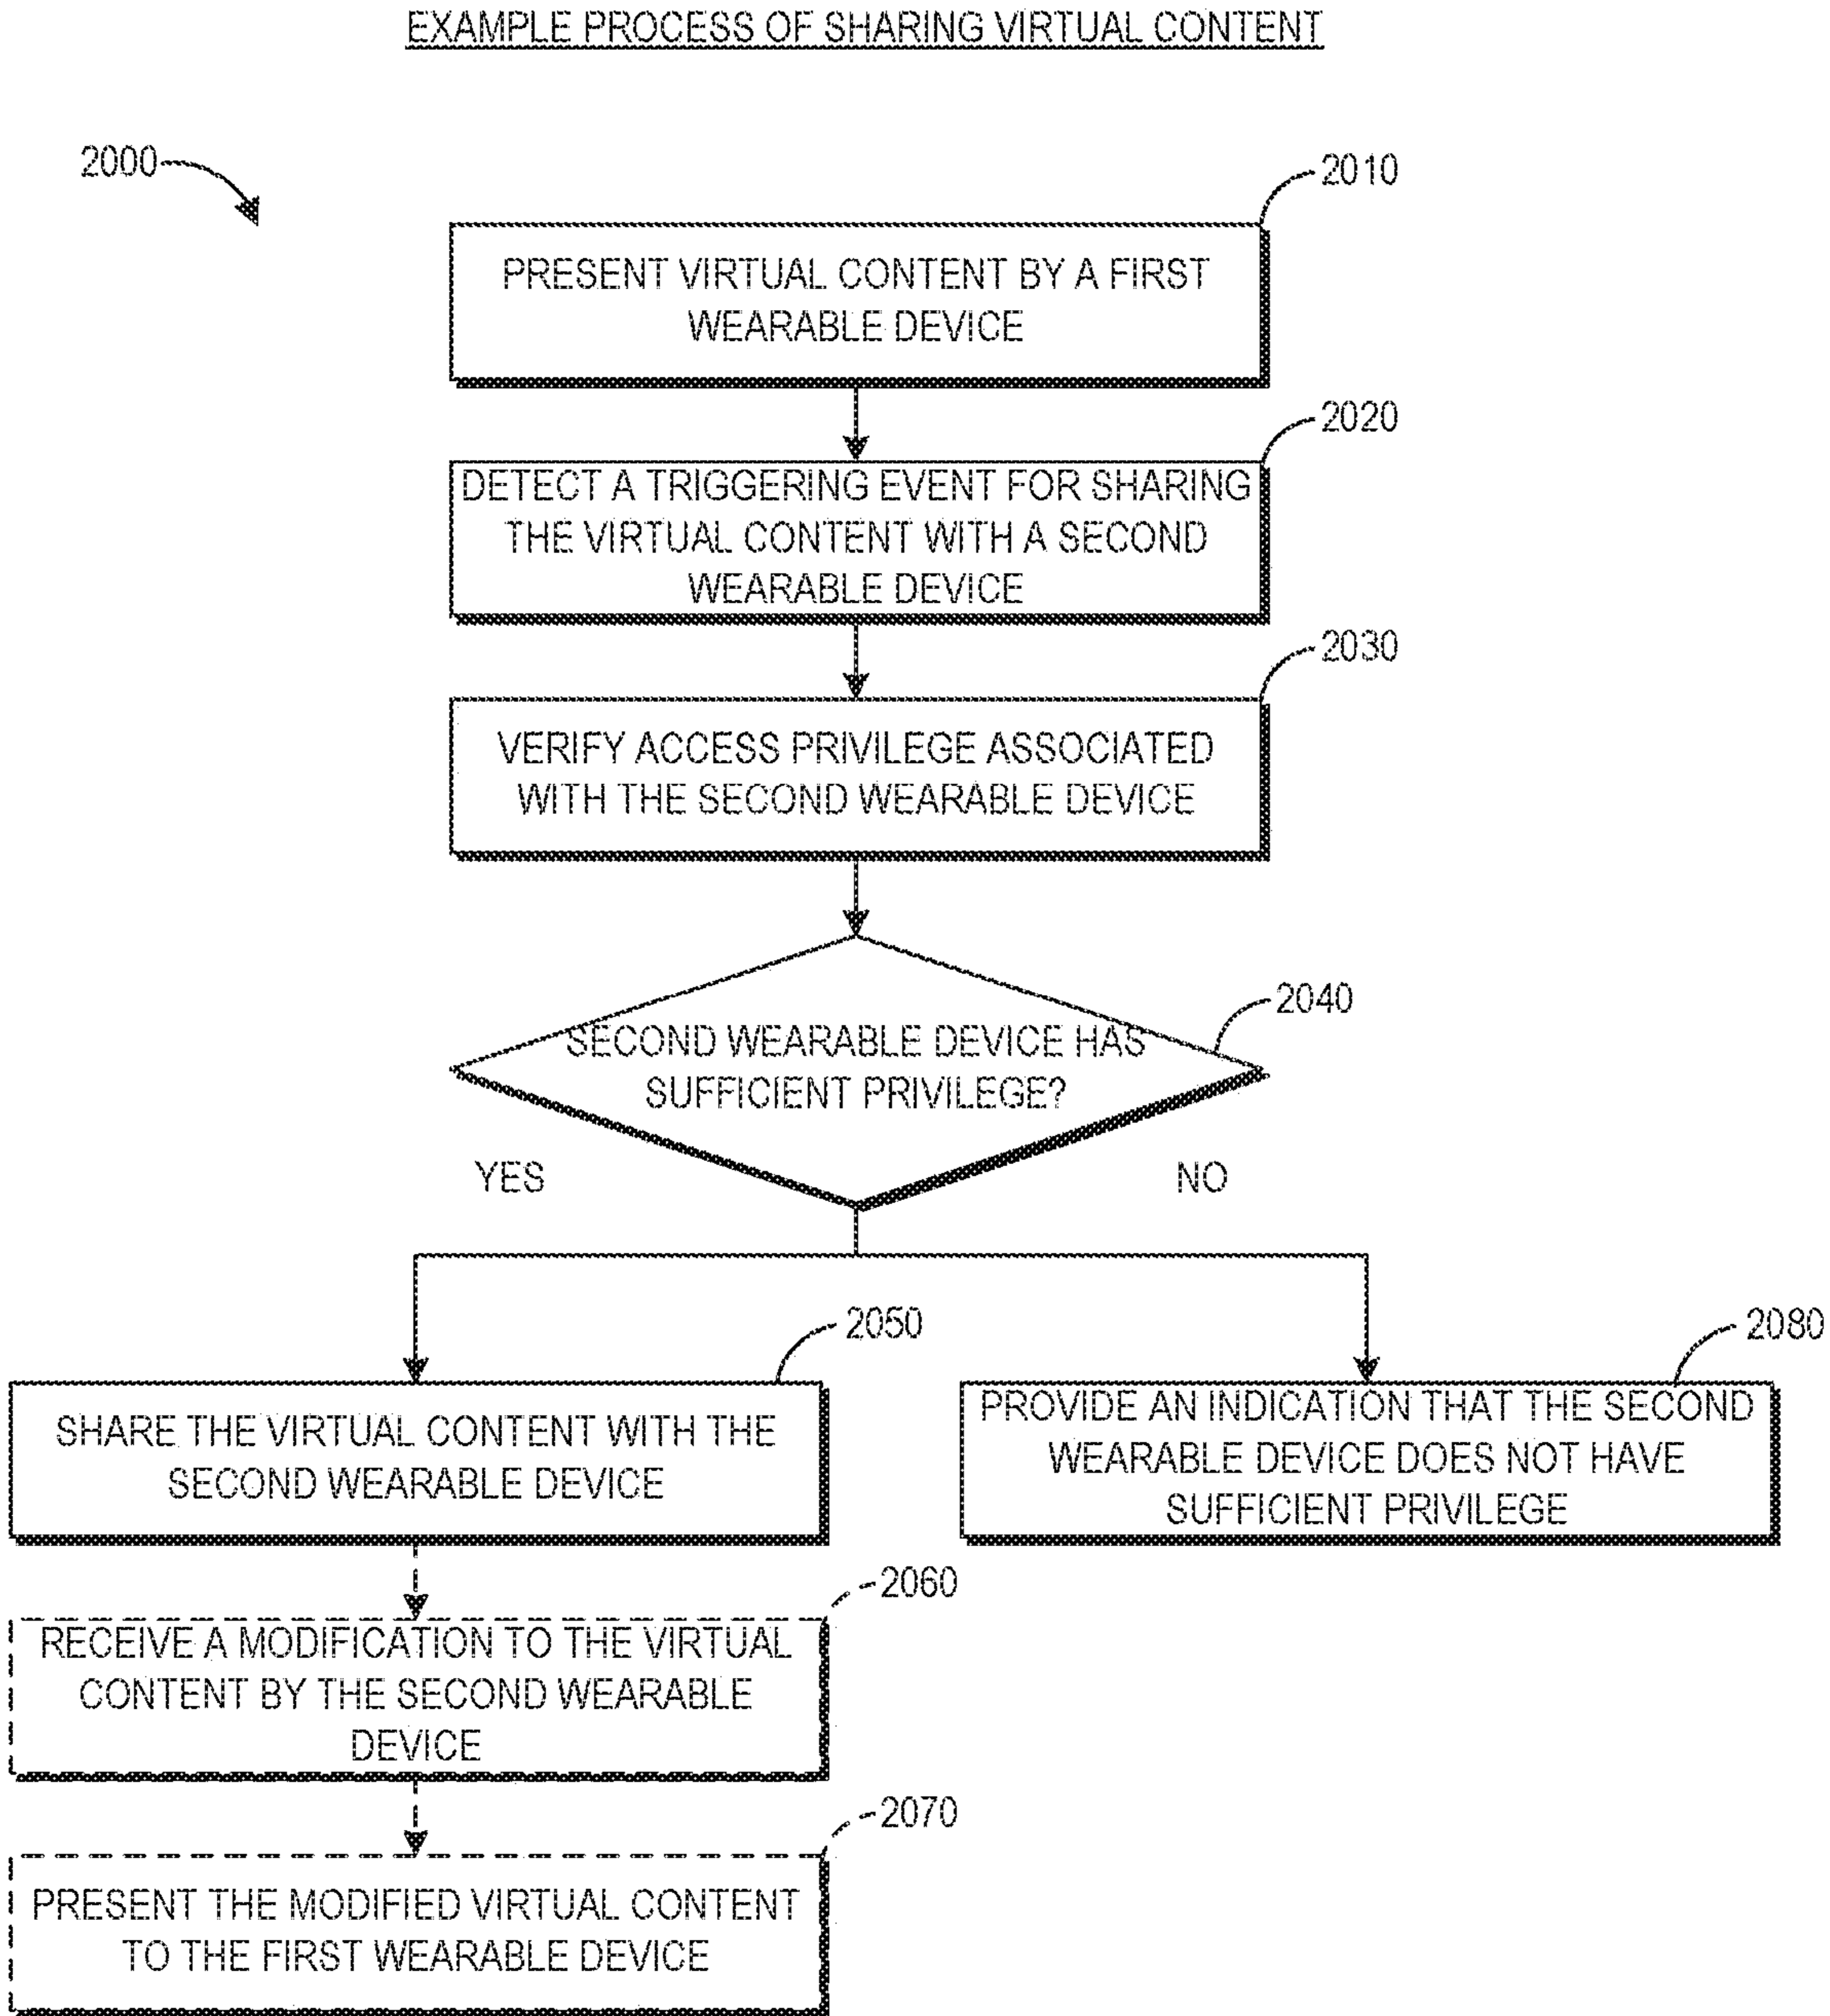 EXAMPLE PROCESS OF SHARING VIRTUAL CONTENT
2000
2010
PRESENT VIRTUAL CONTENT BY A FIRST
WEARABLE DEVICE
2020
DETECT A TRIGGERING EVENT FOR SHARING
THE VIRTUAL CONTENT WITH A SECOND
WEARABLE DEVICE
2030
VERIFY ACCESS PRIVILEGE ASSOCIATED
WITH THE SECOND WEARABLE DEVICE
2040
SECOND WEARABLE DEVICE HAS
SUFFICIENT PRIVILEGE?
YES
NO
2050
SHARE THE VIRTUAL CONTENT WITH THE
SECOND WEARABLE DEVICE
2080
PROVIDE AN INDICATION THAT THE SECOND
WEARABLE DEVICE DOES NOT HAVE
SUFFICIENT PRIVILEGE
2060
RECEIVE A MODIFICATION TO THE VIRTUAL
CONTENT BY THE SECOND WEARABLE
DEVICE
2070
PRESENT THE MODIFIED VIRTUAL CONTENT
TO THE FIRST WEARABLE DEVICE